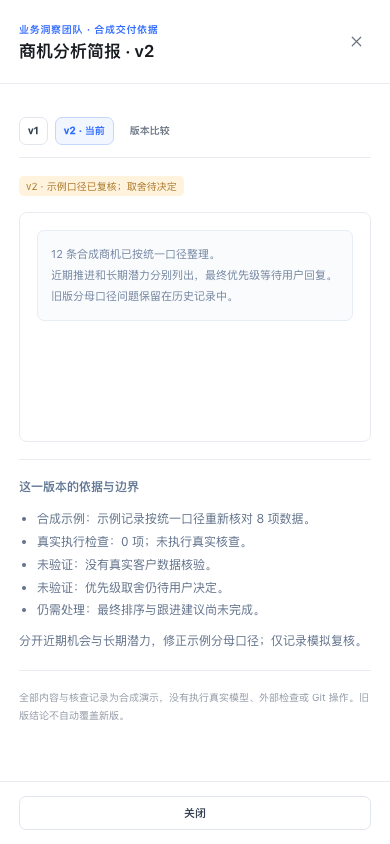 业务洞察团队 · 合成交付依据
商机分析简报 · v2
v1
v2 · 当前
版本比较
v2 · 示例口径已复核；取舍待决定
12 条合成商机已按统一口径整理。
近期推进和长期潜力分别列出，最终优先级等待用户回复。
旧版分母口径问题保留在历史记录中。
这一版本的依据与边界
• 合成示例：示例记录按统一口径重新核对 8 项数据。
• 真实执行检查：0 项；未执行真实核查。
• 未验证：没有真实客户数据核验。
• 未验证：优先级取舍仍待用户决定。
• 仍需处理：最终排序与跟进建议尚未完成。
分开近期机会与长期潜力，修正示例分母口径；仅记录模拟复核。
全部内容与核查记录为合成演示，没有执行真实模型、外部检查或 Git 操作。旧
版结论不自动覆盖新版。
关闭